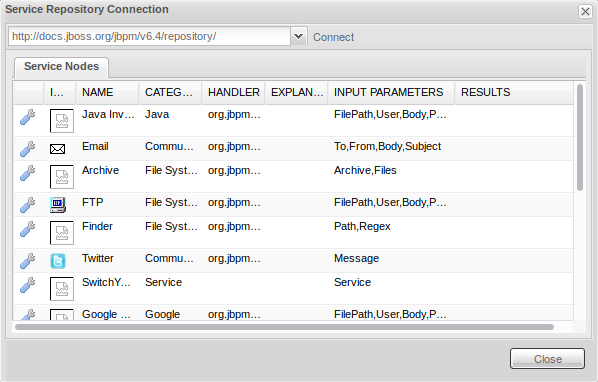 Service Repository Connection
http://docs.jboss.org/jbpm/v6.4/repository/ Connect
Service Nodes
I... NAME CATEG... HANDLER EXPLAN... INPUT PARAMETERS RESULTS
Java Inv... Java org.jbpm... FilePath,User,Body,P...
Email Commu... org.jbpm... To,From,Body,Subject
Archive File Syst... org.jbpm... Archive,Files
FTP File Syst... org.jbpm... FilePath,User,Body,P...
Finder File Syst... org.jbpm... Path,Regex
Twitter Commu... org.jbpm... Message
SwitchY... Service Service
Google ... Google org.jbpm... FilePath,User,Body,P...
Close